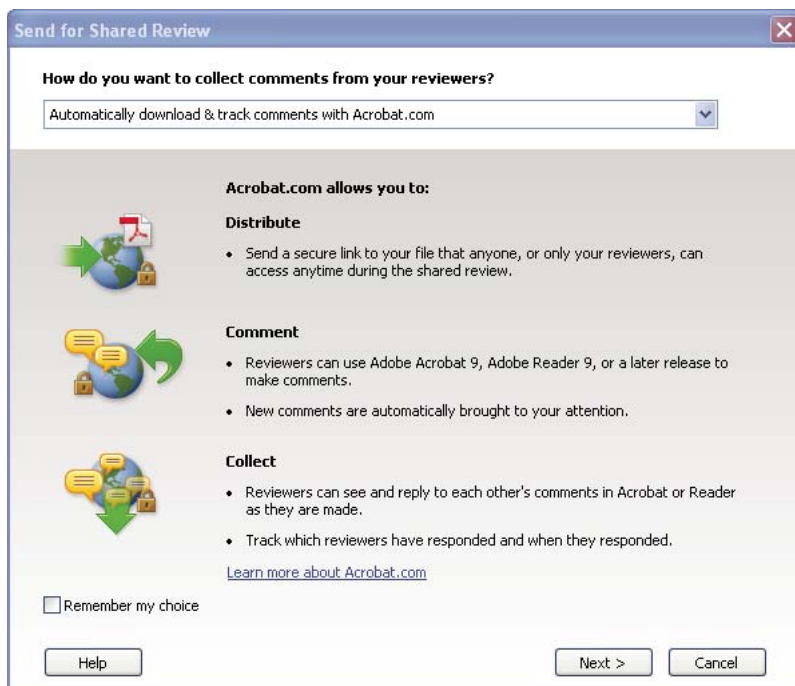 Send for Shared Review
How do you want to collect comments from your reviewers?
Automatically download & track comments with Acrobat.com
Acrobat.com allows you to:
Distribute
• Send a secure link to your file that anyone, or only your reviewers, can
access anytime during the shared review.
Comment
• Reviewers can use Adobe Acrobat 9, Adobe Reader 9, or a later release to
make comments.
• New comments are automatically brought to your attention.
Collect
• Reviewers can see and reply to each other's comments in Acrobat or Reader
as they are made.
• Track which reviewers have responded and when they responded.
Learn more about Acrobat.com
Remember my choice
Help
Next >
Cancel